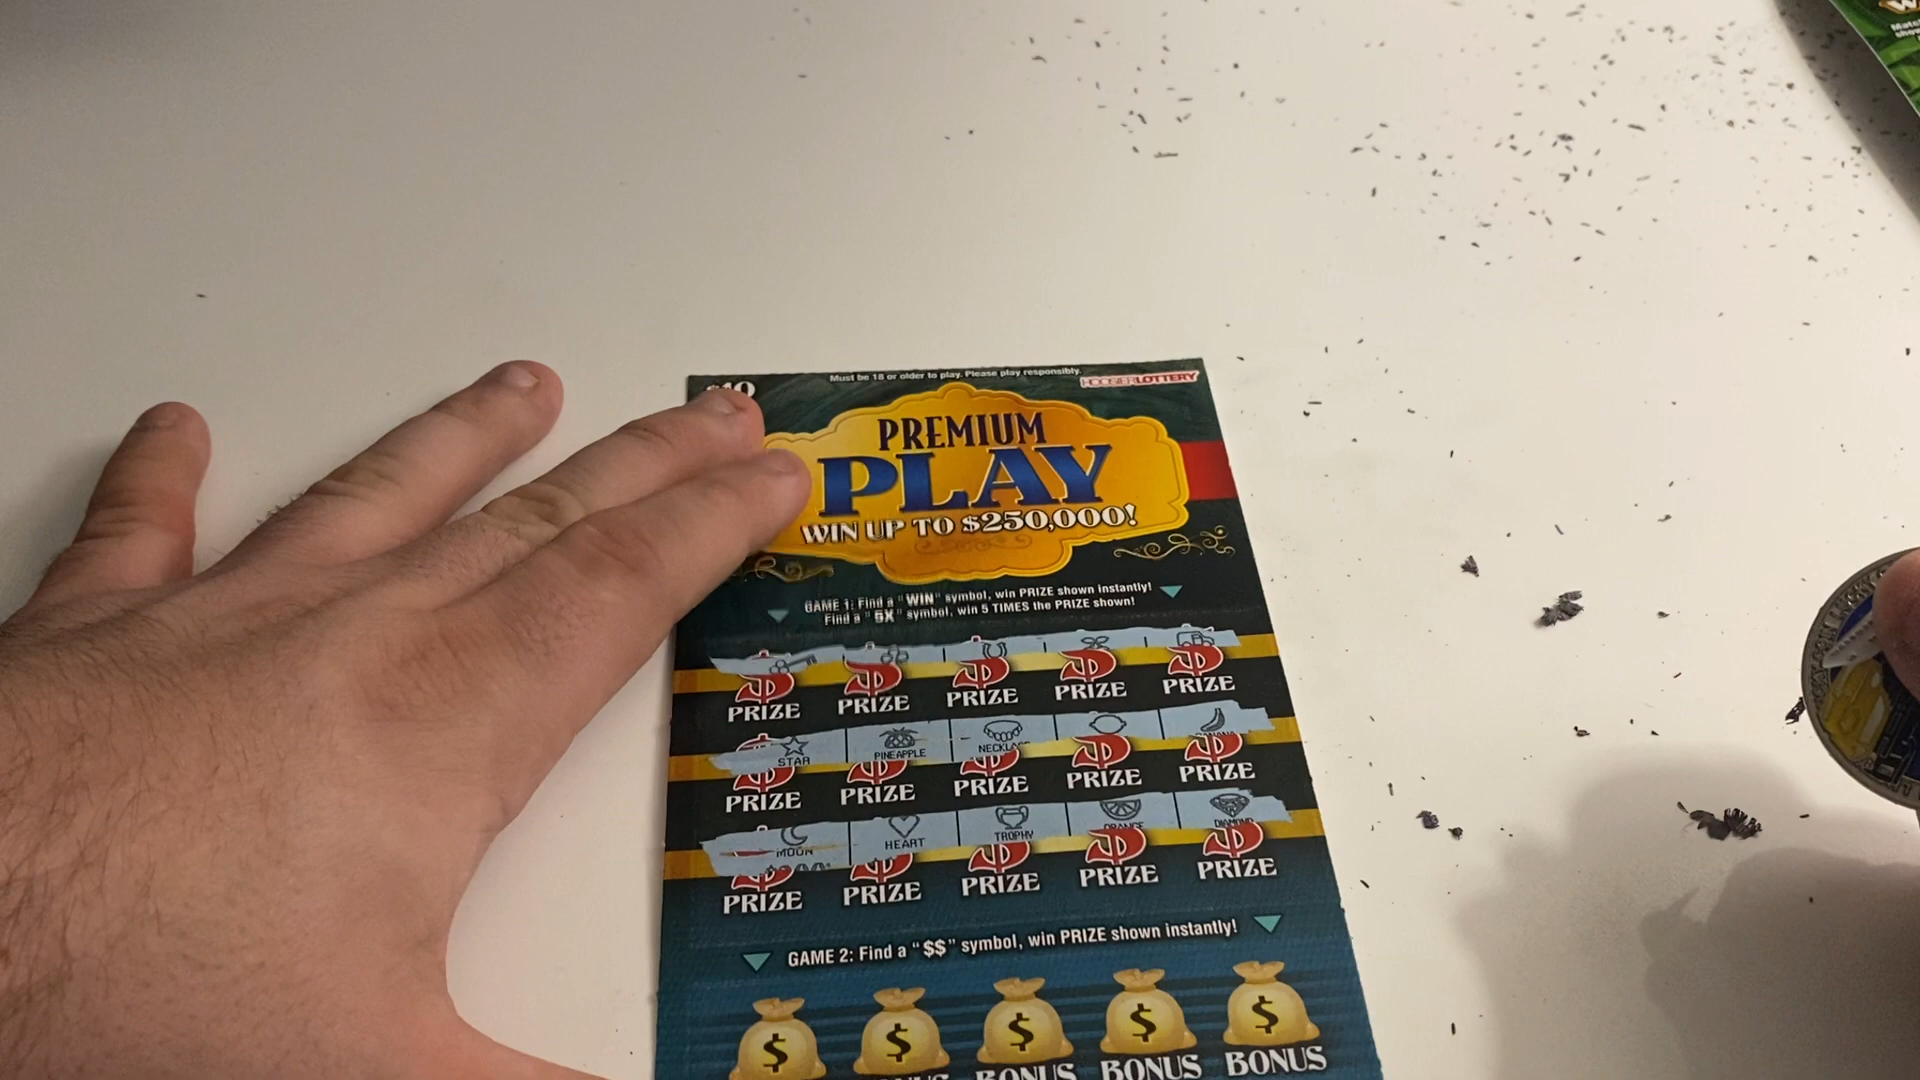 $10
Must be 18 or older to play. Please play responsibly.
HOOSIER LOTTERY
PREMIUM
PLAY
WIN UP TO $250,000!
GAME 1: Find a "WIN" symbol, win PRIZE shown instantly!
Find a "5X" symbol, win 5 TIMES the PRIZE shown!
PRIZE PRIZE PRIZE PRIZE PRIZE
STAR PINEAPPLE
PRIZE PRIZE PRIZE PRIZE PRIZE
MOON HEART TROPHY ORANGE DIAMOND
PRIZE PRIZE PRIZE PRIZE PRIZE
GAME 2: Find a "$$" symbol, win PRIZE shown instantly!
$ $ $ $ $
BONUS BONUS BONUS